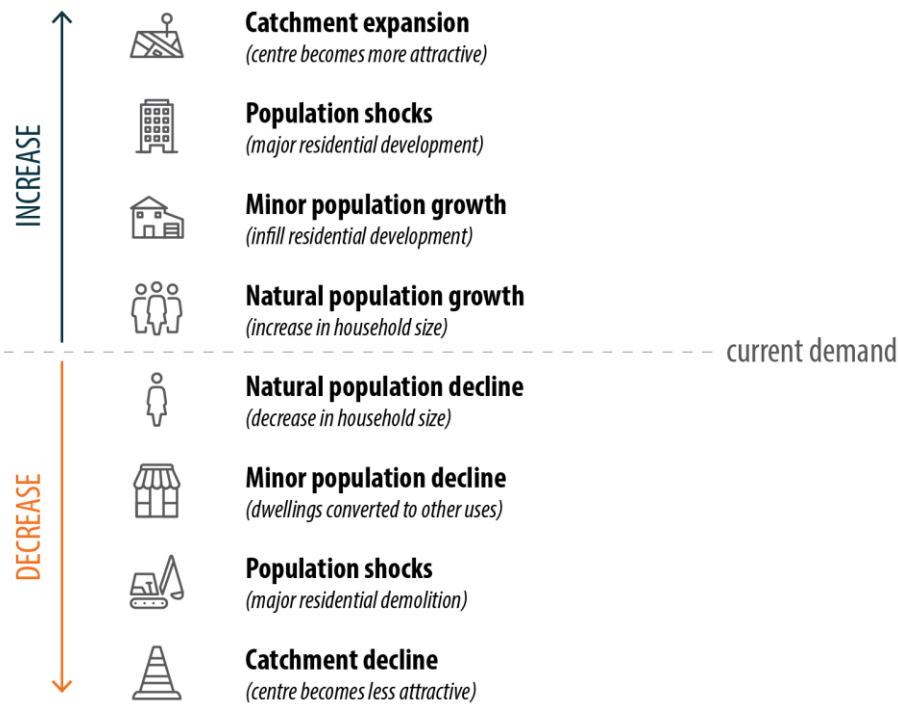 INCREASE
Catchment expansion
(centre becomes more attractive)
Population shocks
(major residential development)
Minor population growth
(infill residential development)
Natural population growth
(increase in household size)
current demand
DECREASE
Natural population decline
(decrease in household size)
Minor population decline
(dwellings converted to other uses)
Population shocks
(major residential demolition)
Catchment decline
(centre becomes less attractive)